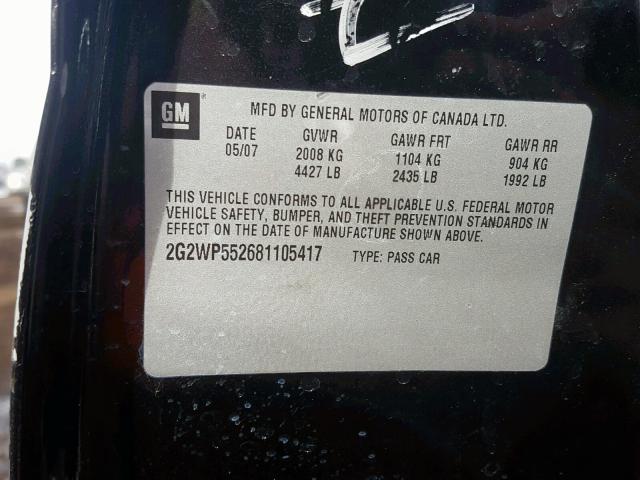 GM
MFD BY GENERAL MOTORS OF CANADA LTD.
DATE GVWR GAWR FRT GAWR RR
05/07 2008 KG 1104 KG 904 KG
4427 LB 2435 LB 1992 LB
THIS VEHICLE CONFORMS TO ALL APPLICABLE U.S. FEDERAL MOTOR
VEHICLE SAFETY, BUMPER, AND THEFT PREVENTION STANDARDS IN
EFFECT ON THE DATE OF MANUFACTURE SHOWN ABOVE.
2G2WP552681105417 TYPE: PASS CAR